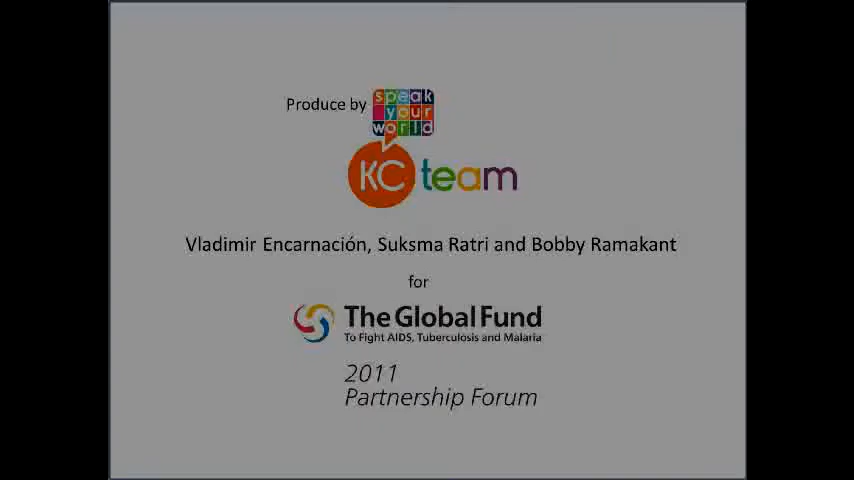 Produce by
speak
your
world
KC team
Vladimir Encarnación, Suksma Ratri and Bobby Ramakant
for
The Global Fund
To Fight AIDS, Tuberculosis and Malaria
2011
Partnership Forum